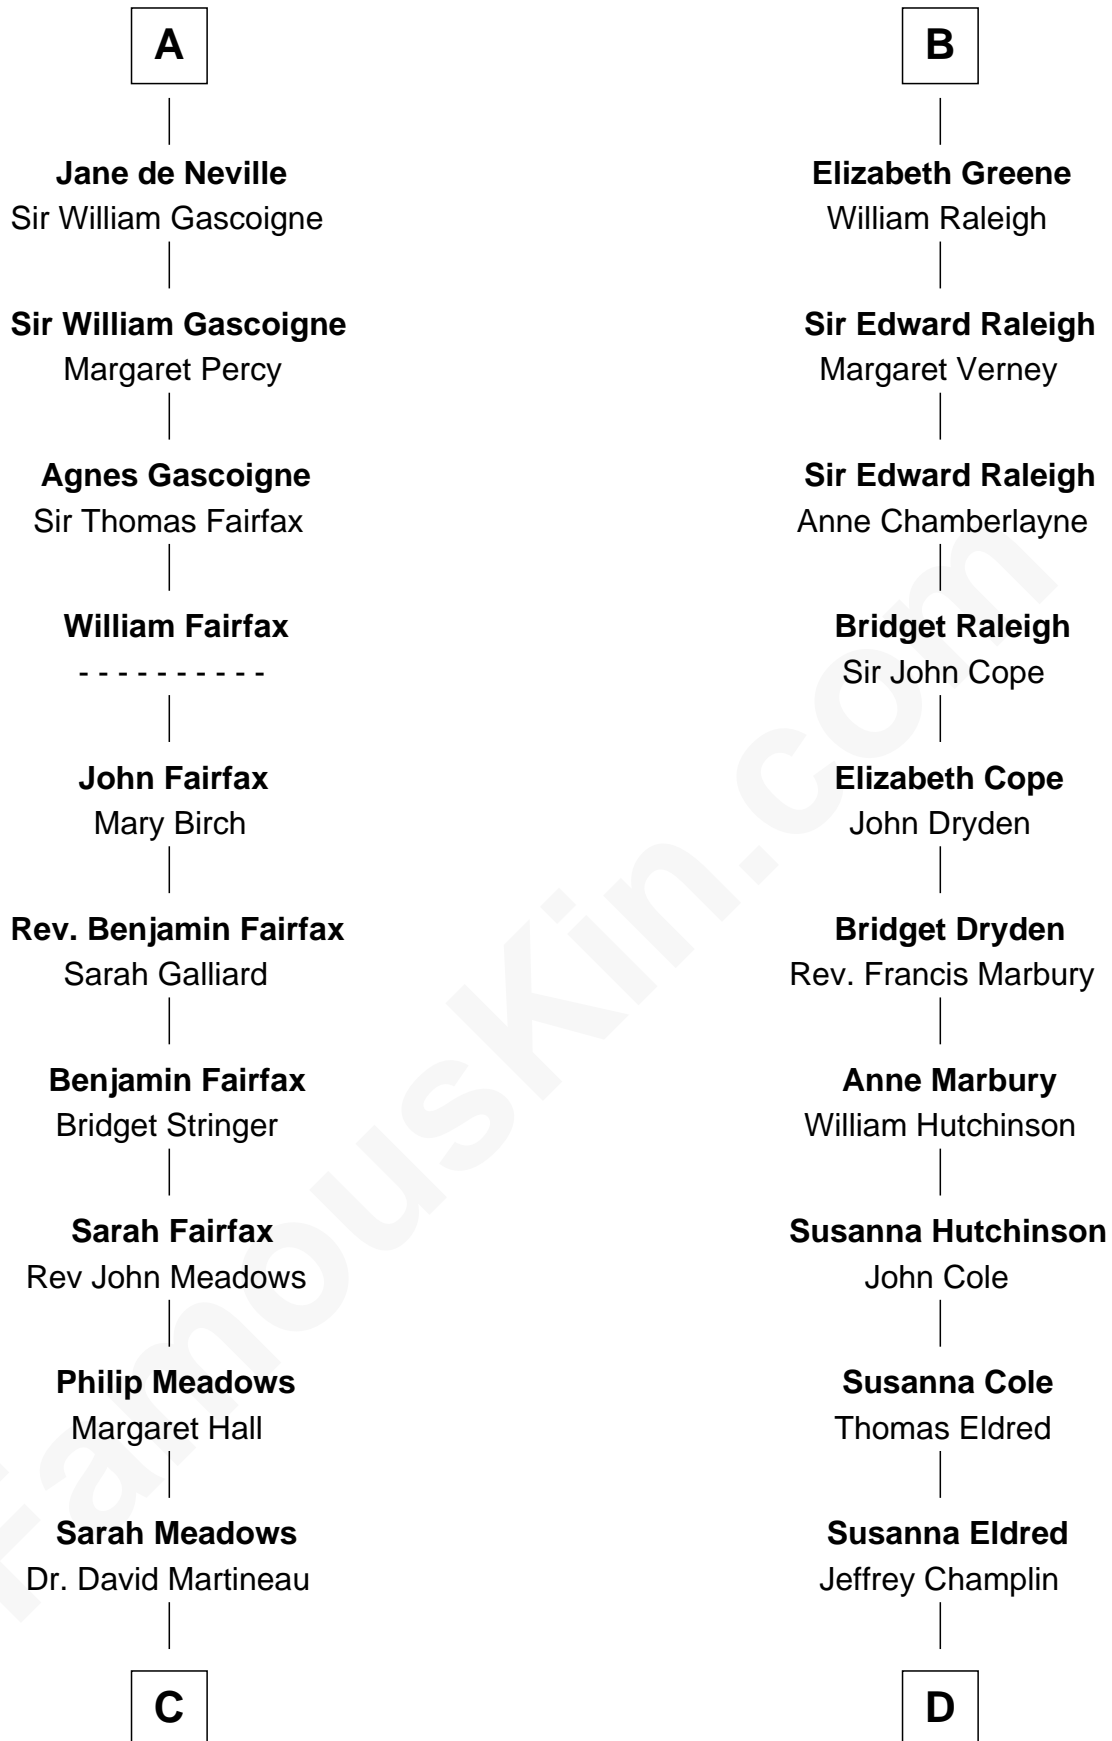 A
Jane de Neville
Sir William Gascoigne
Sir William Gascoigne
Margaret Percy
Agnes Gascoigne
Sir Thomas Fairfax
William Fairfax
- - - - - - - - - -
John Fairfax
Mary Birch
Rev. Benjamin Fairfax
Sarah Galliard
Benjamin Fairfax
Bridget Stringer
Sarah Fairfax
Rev John Meadows
Philip Meadows
Margaret Hall
Sarah Meadows
Dr. David Martineau
C
B
Elizabeth Greene
William Raleigh
Sir Edward Raleigh
Margaret Verney
Sir Edward Raleigh
Anne Chamberlayne
Bridget Raleigh
Sir John Cope
Elizabeth Cope
John Dryden
Bridget Dryden
Rev. Francis Marbury
Anne Marbury
William Hutchinson
Susanna Hutchinson
John Cole
Susanna Cole
Thomas Eldred
Susanna Eldred
Jeffrey Champlin
D
FamousKin.com